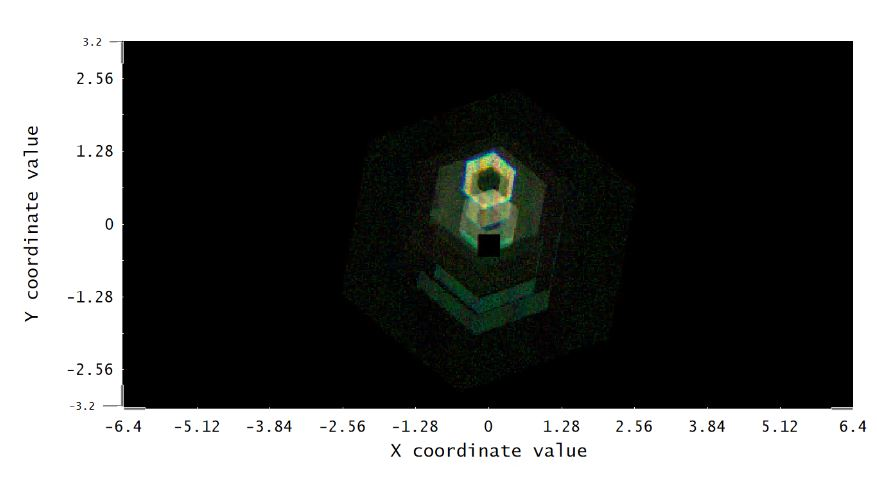 3.2
2.56
1.28
0
-1.28
-2.56
-3.2
-6.4 -5.12 -3.84 -2.56 -1.28 0 1.28 2.56 3.84 5.12 6.4
X coordinate value
Y coordinate value